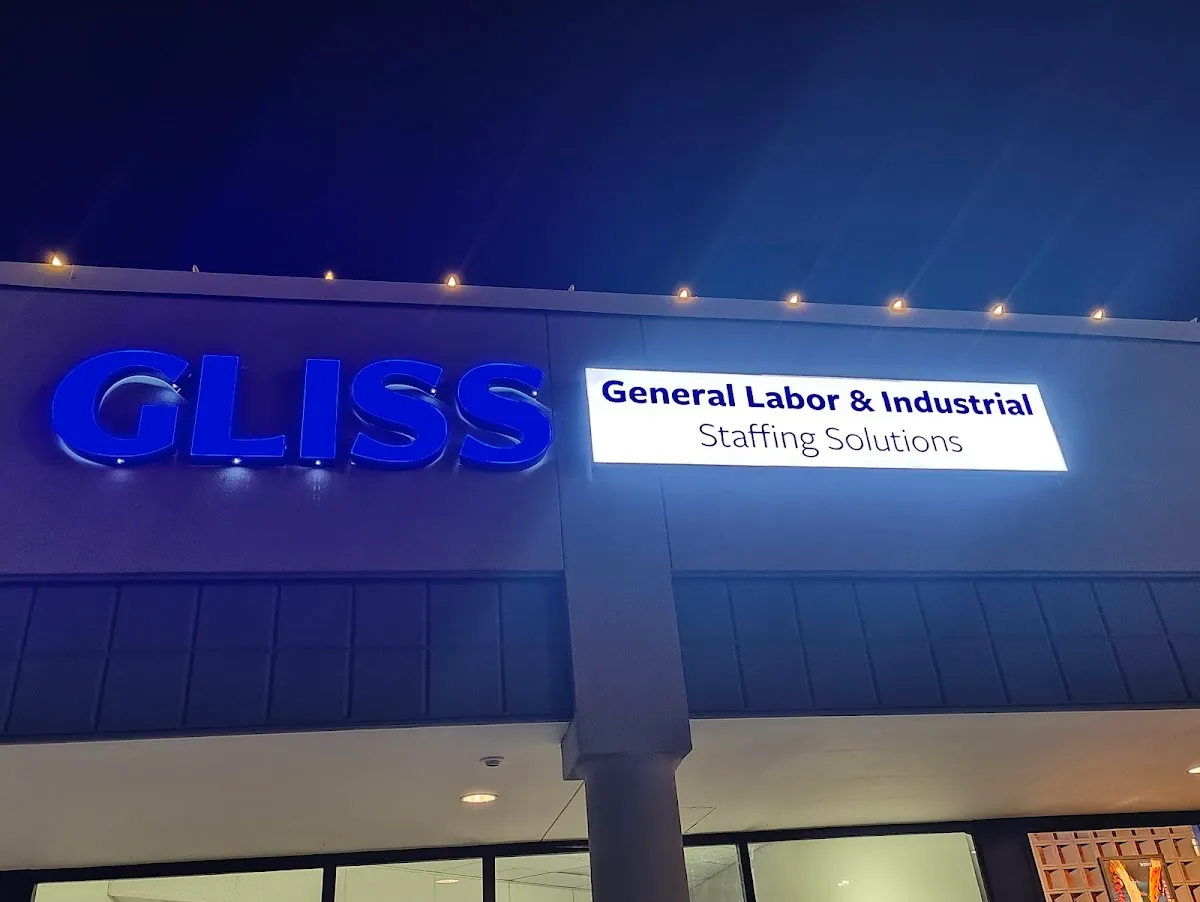 GLISS
General Labor & Industrial
Staffing Solutions